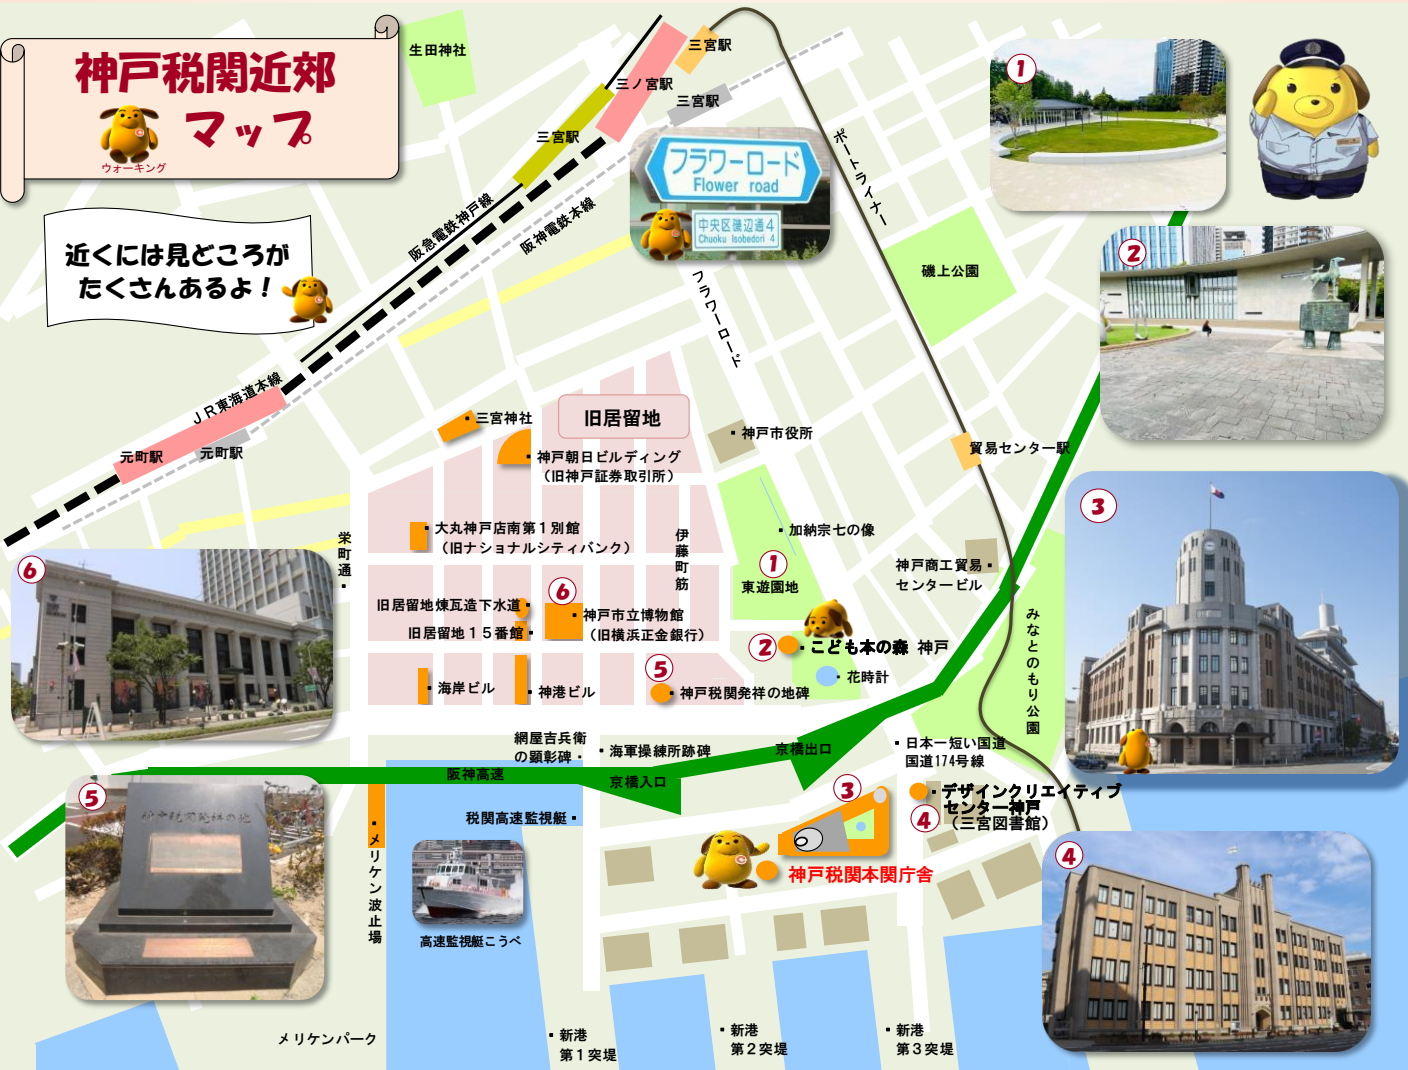 神戸税関近郊
マップ
ウォーキング
近くには見どころが
たくさんあるよ！
生田神社
三宮駅
三ノ宮駅
三宮駅
三宮駅
フラワーロード
Flower road
中央区磯辺通4
Chuoku Isobedori 4
ポートライナー
阪急電鉄神戸線
阪神電鉄本線
フラワーロード
磯上公園
JR東海道本線
元町駅
元町駅
三宮神社
旧居留地
神戸朝日ビルディング
（旧神戸証券取引所）
神戸市役所
貿易センター駅
大丸神戸店南第１別館
（旧ナショナルシティバンク）
伊藤町筋
加納宗七の像
栄町通
神戸商工貿易
センタービル
1
東遊園地
旧居留地煉瓦造下水道
旧居留地１５番館
6
神戸市立博物館
（旧横浜正金銀行）
みなとのもり公園
2
こども本の森 神戸
花時計
海岸ビル
神港ビル
5
神戸税関発祥の地碑
網屋吉兵衛
の顕彰碑
海軍操練所跡碑
京橋出口
日本一短い国道
国道174号線
阪神高速
京橋入口
税関高速監視艇
3
4
デザインクリエイティブ
センター神戸
（三宮図書館）
神戸税関本関庁舎
メリケン波止場
高速監視艇こうべ
メリケンパーク
新港
第１突堤
新港
第２突堤
新港
第３突堤
1
2
3
4
5
神戸税関発祥の地
6